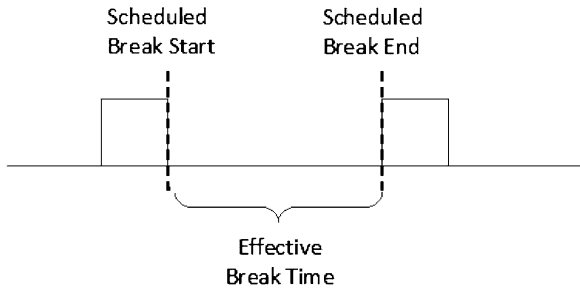 Scheduled
Break Start
Scheduled
Break End
Effective
Break Time